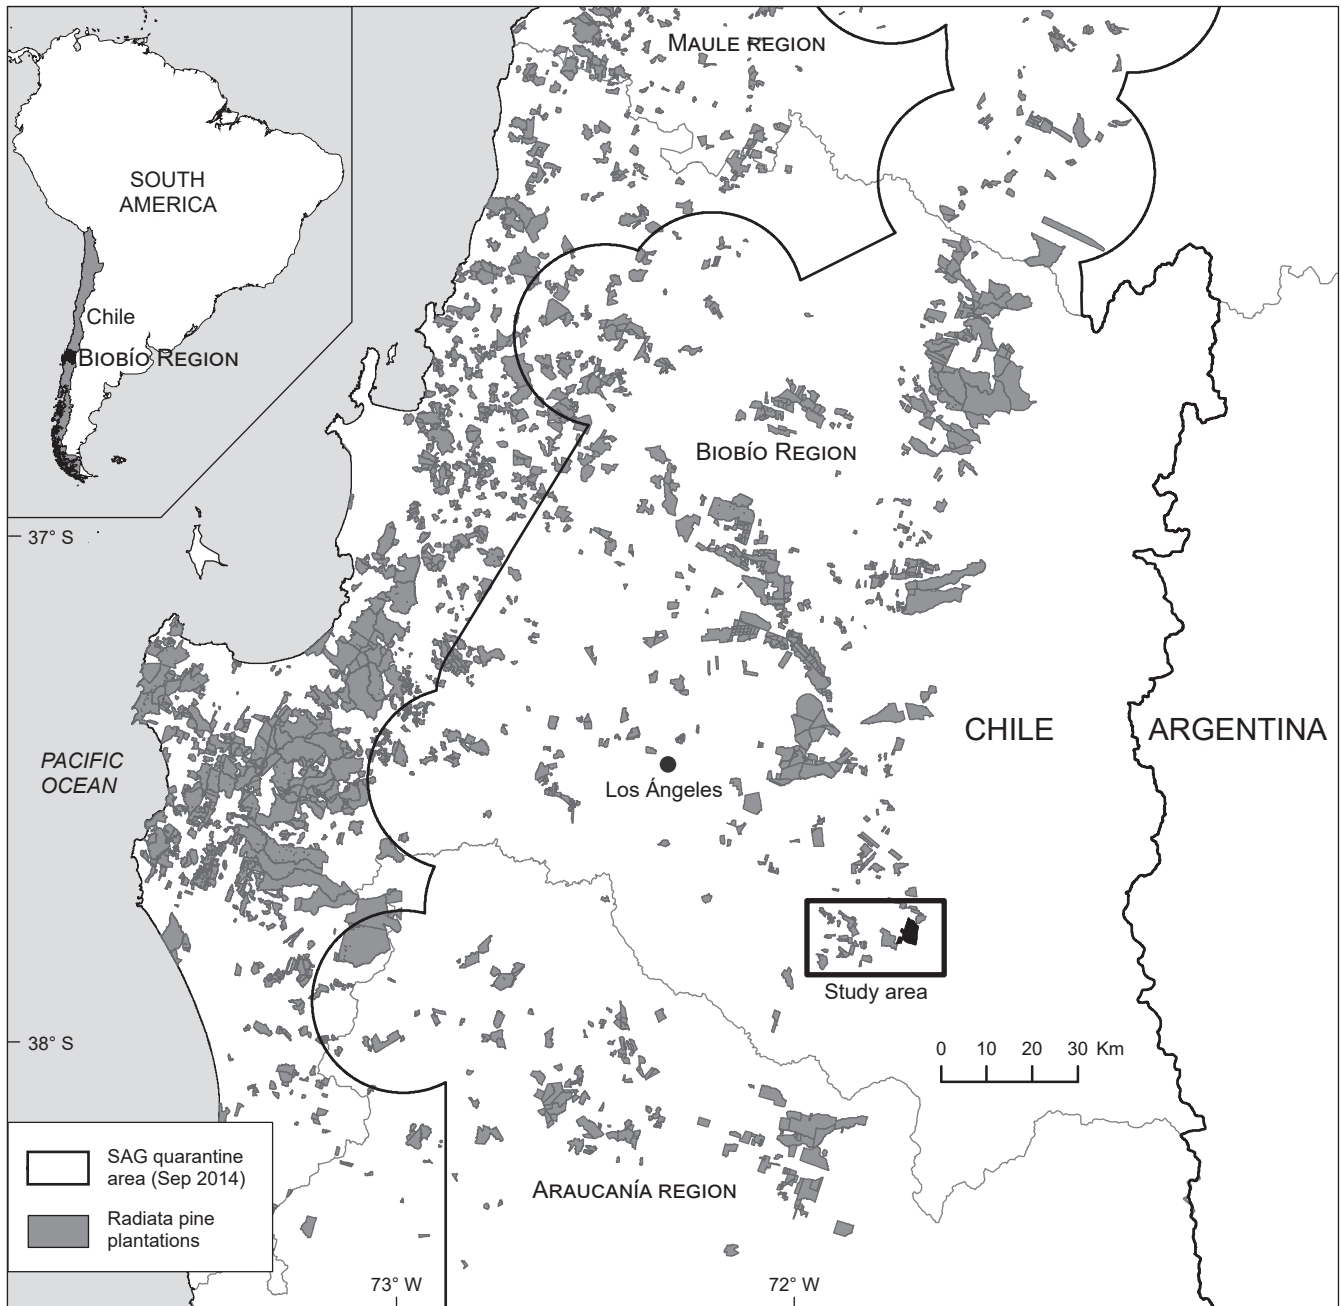 MAULE REGION
SOUTH
AMERICA
Chile
BIOBÍO REGION
BIOBÍO REGION
37° S
CHILE
ARGENTINA
PACIFIC
OCEAN
Los Ángeles
Study area
38° S
0 10 20 30 Km
SAG quarantine
area (Sep 2014)
Radiata pine
plantations
ARAUCANÍA REGION
73° W
72° W